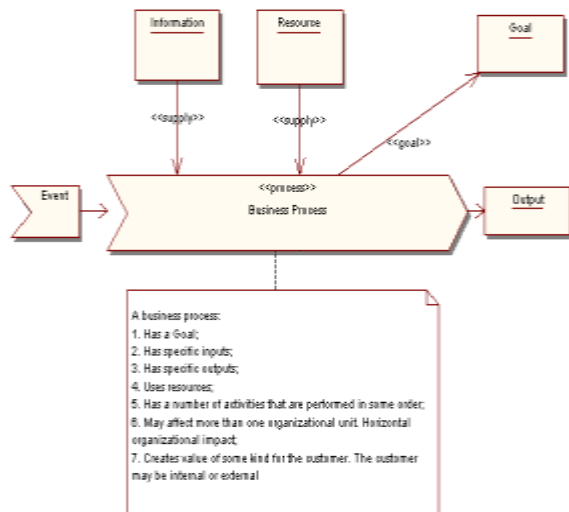 Information
Resource
Goal
<<supply>>
<<supply>>
<<goal>>
Event
<<process>>
Business Process
Output
A business process:
1. Has a Goal;
2. Has specific inputs;
3. Has specific outputs;
4. Uses resources;
5. Has a number of activities that are performed in some order;
6. May affect more than one organizational unit. Horizontal
organizational impact;
7. Creates value of some kind for the customer. The customer
may be internal or external